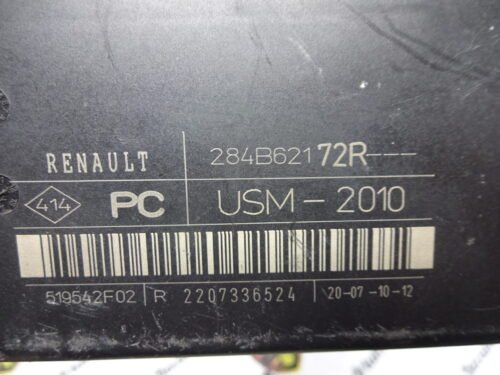 RENAULT 284B62172R---
414 PC USM-2010
519542F02 R 2207336524 20-07-10-12